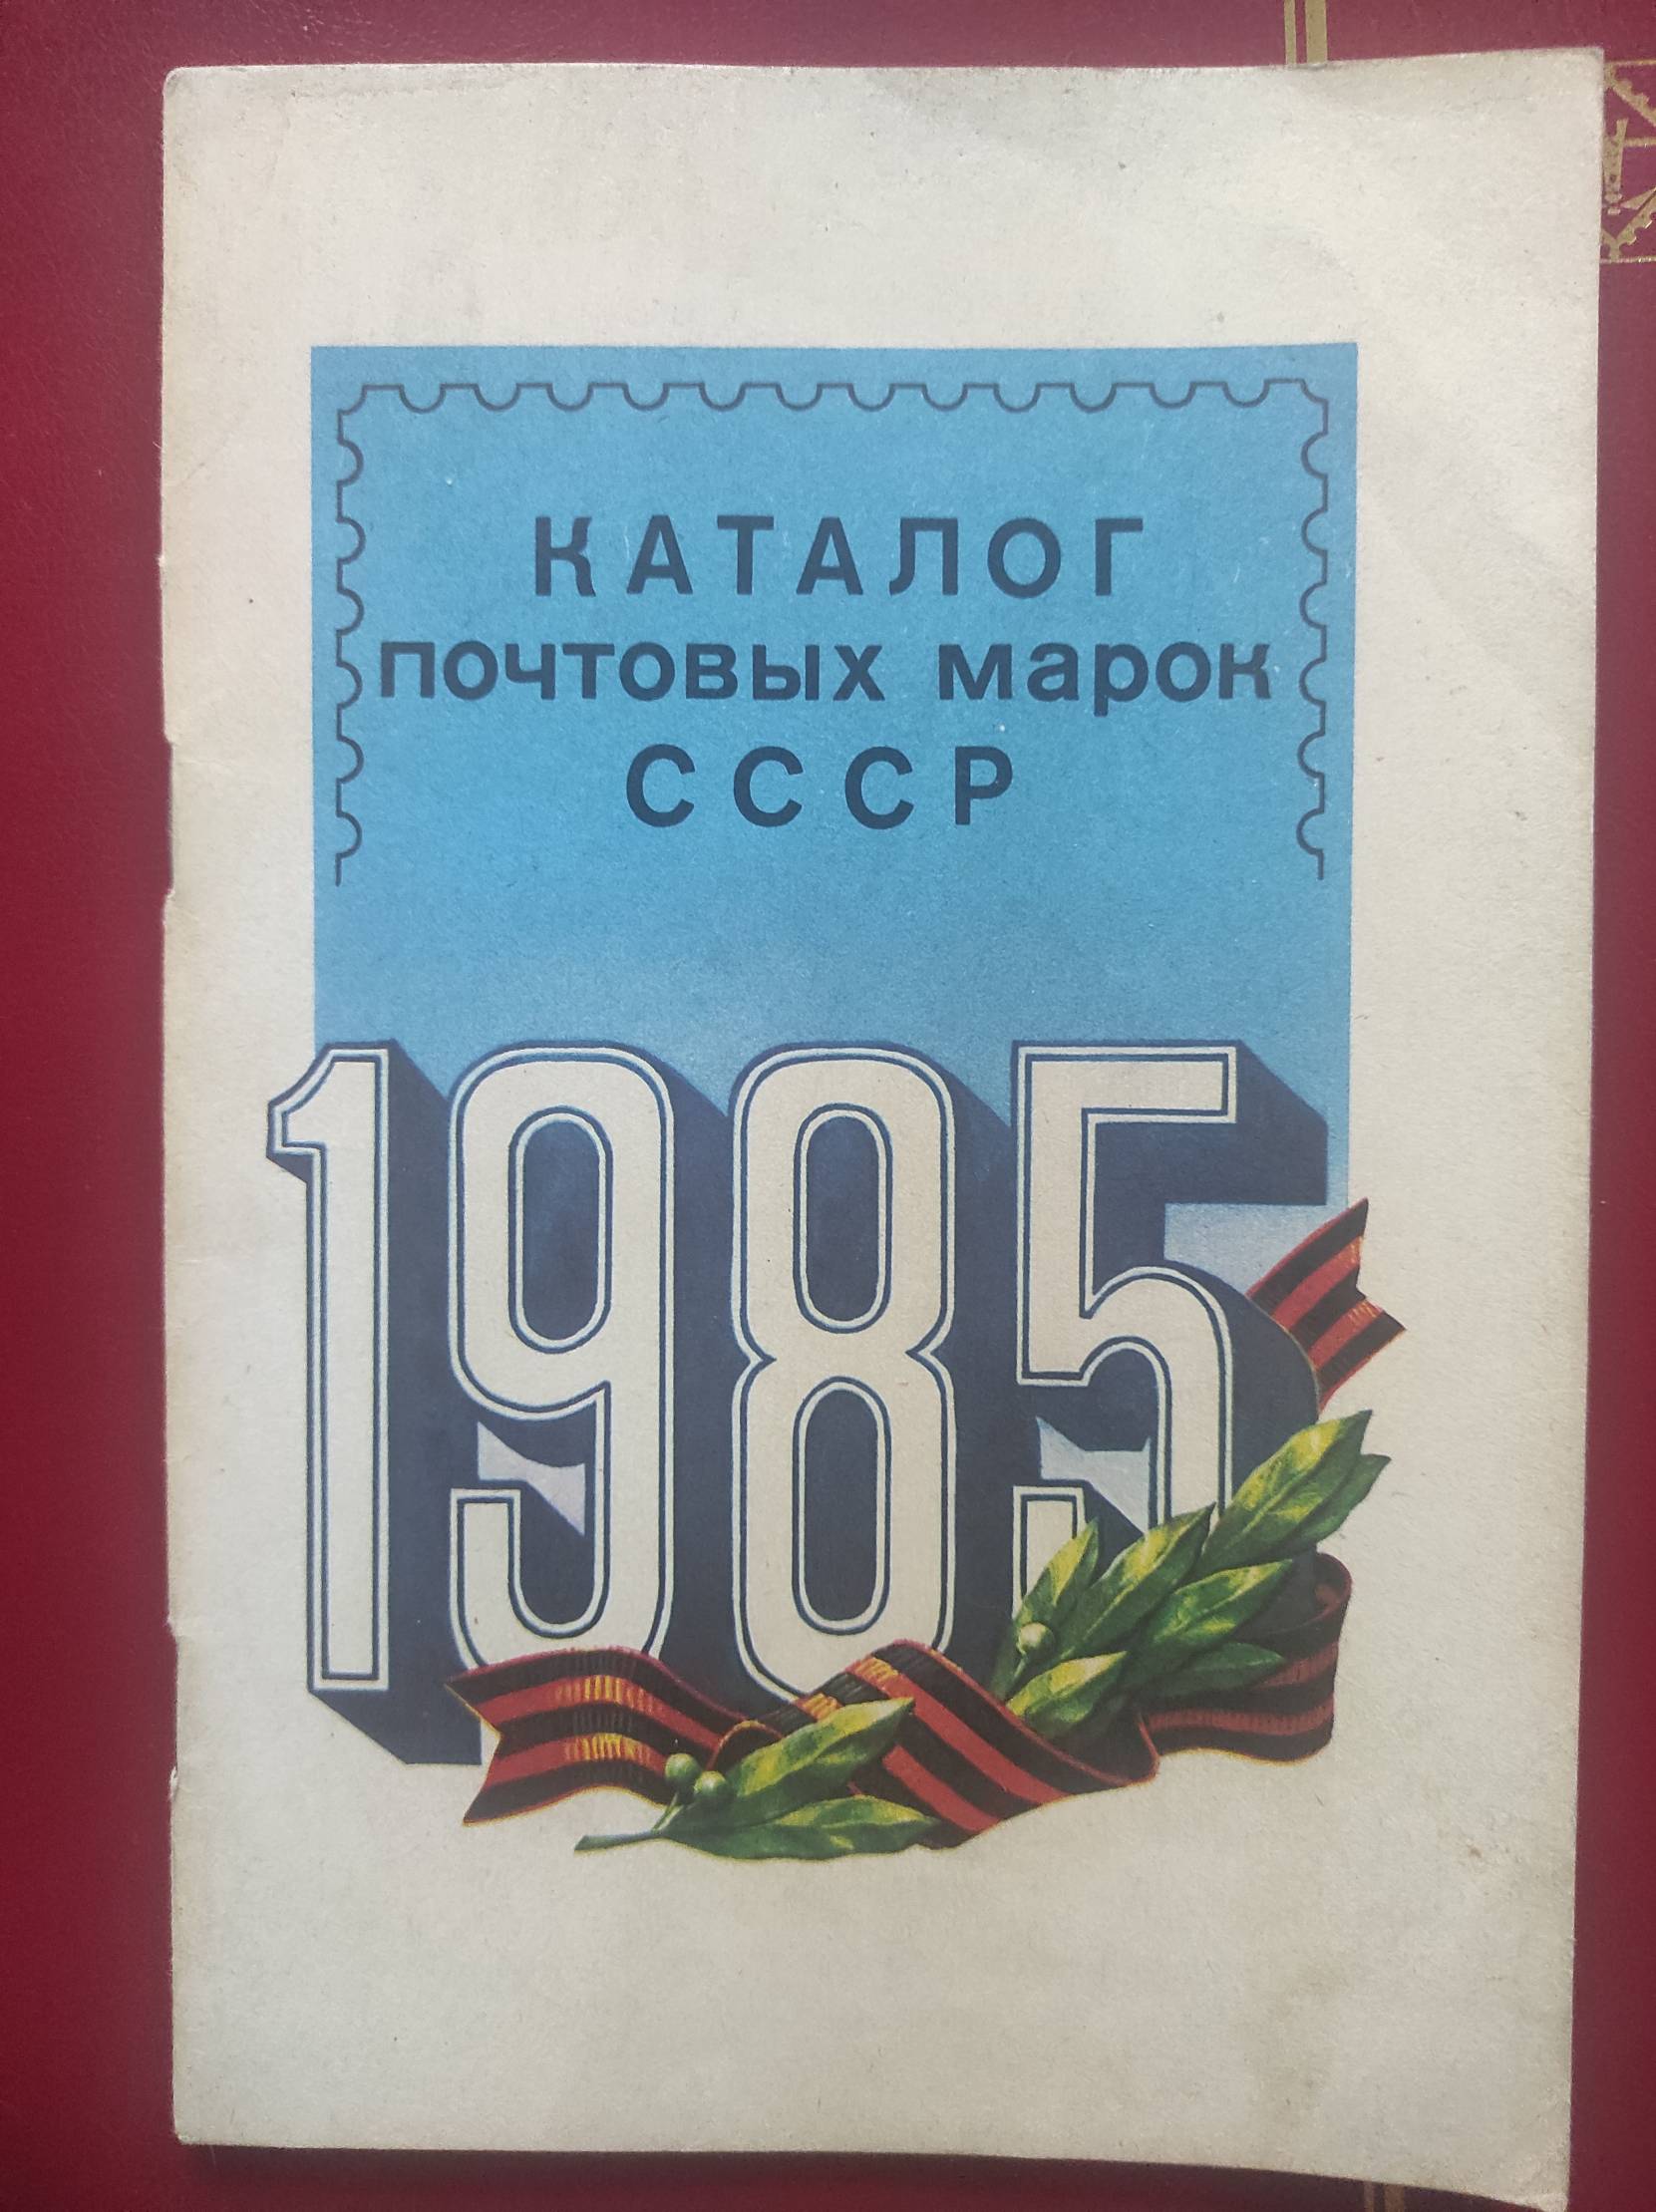 КАТАЛОГ
почтовых марок
СССР
1985